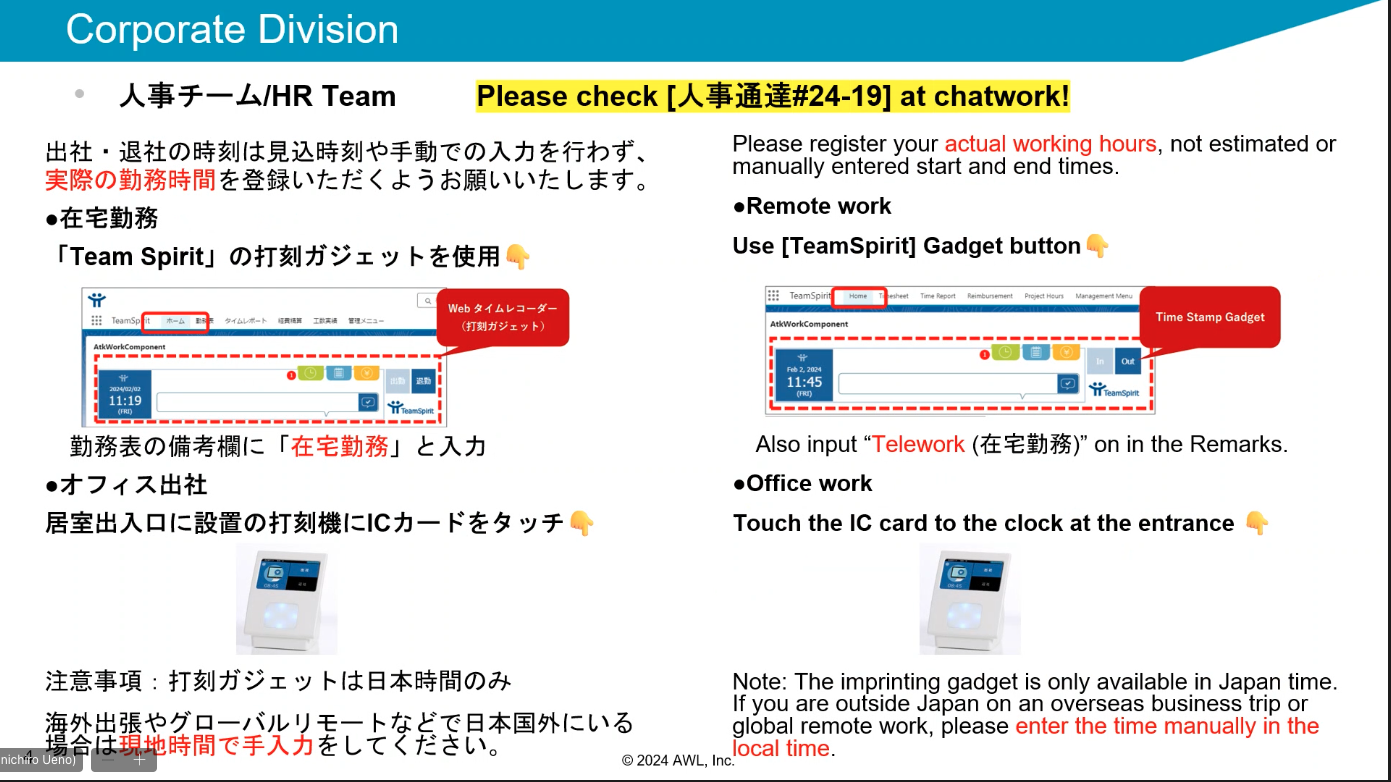 Corporate Division
人事チーム/HR Team
Please check [人事通達#24-19] at chatwork!
出社・退社の時刻は見込時刻や手動での入力を行わず、
実際の勤務時間を登録いただくようお願いいたします。
●在宅勤務
「Team Spirit」の打刻ガジェットを使用👇
TeamSpirit ホーム 勤務表 タイムレポート 経費精算 工数実績 管理メニュー
Web タイムレコーダー
(打刻ガジェット)
AtkWorkComponent
1
2024/02/02
11:19
(FRI)
出勤 退勤
TeamSpirit
勤務表の備考欄に「在宅勤務」と入力
●オフィス出社
居室出入口に設置の打刻機にICカードをタッチ👇
注意事項：打刻ガジェットは日本時間のみ
海外出張やグローバルリモートなどで日本国外にいる
場合は現地時間で手入力をしてください。
Please register your actual working hours, not estimated or
manually entered start and end times.
●Remote work
Use [TeamSpirit] Gadget button👇
TeamSpirit Home Timesheet Time Report Reimbursement Project Hours Management Menu
Time Stamp Gadget
AtkWorkComponent
1
Feb 2, 2024
11:45
(FRI)
In Out
TeamSpirit
Also input “Telework (在宅勤務)” on in the Remarks.
●Office work
Touch the IC card to the clock at the entrance 👇
Note: The imprinting gadget is only available in Japan time.
If you are outside Japan on an overseas business trip or
global remote work, please enter the time manually in the
local time.
4
nichiro Ueno)
© 2024 AWL, Inc.